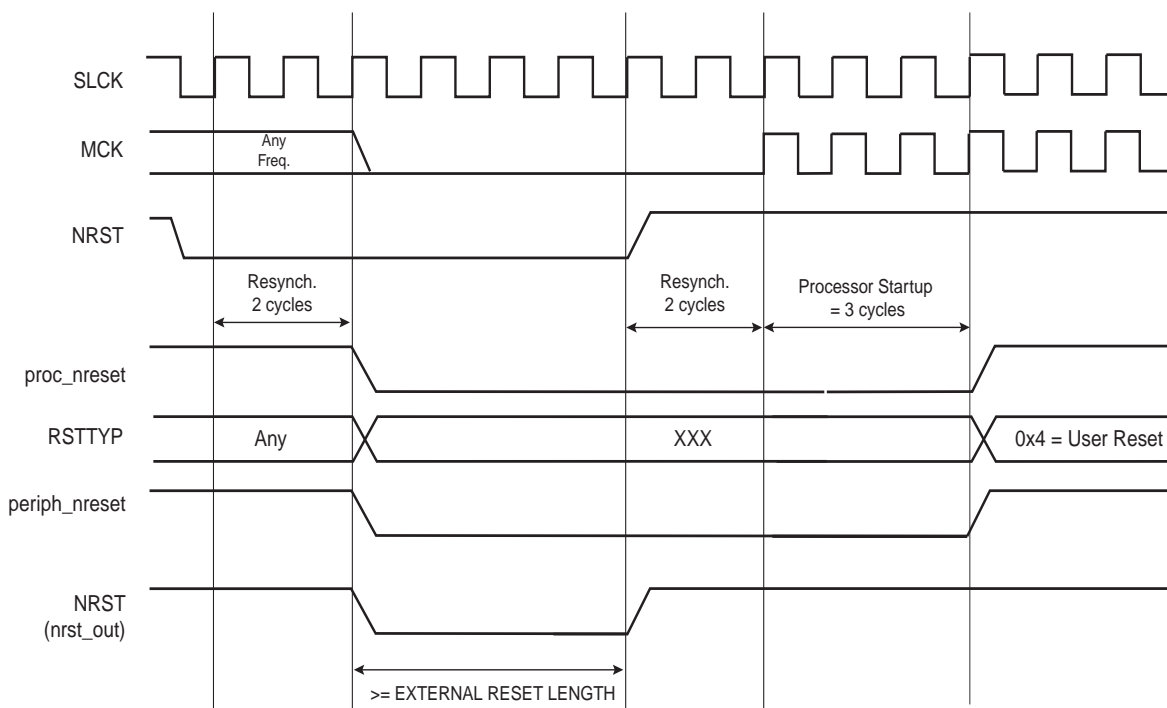 SLCK
MCK
Any
Freq.
NRST
Resynch.
2 cycles
Resynch.
2 cycles
Processor Startup
= 3 cycles
proc_nreset
RSTTYP
Any
XXX
0x4 = User Reset
periph_nreset
NRST
(nrst_out)
>= EXTERNAL RESET LENGTH